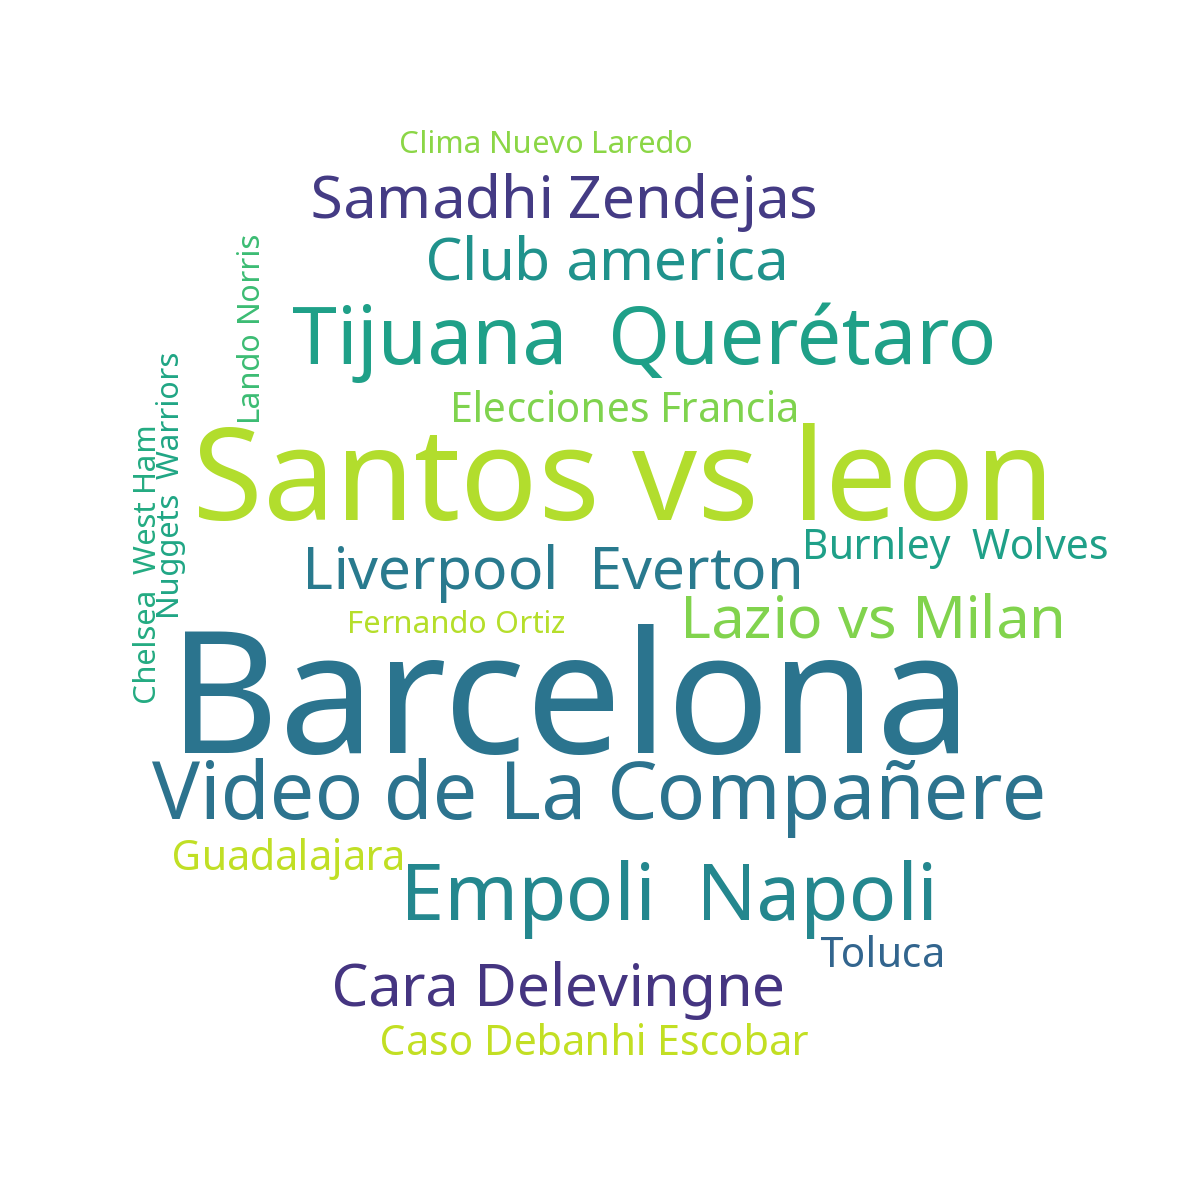 Clima Nuevo Laredo
Samadhi Zendejas
Club america
Lando Norris
Tijuana  Querétaro
Elecciones Francia
Nuggets  Warriors
Chelsea  West Ham
Santos vs leon
Burnley  Wolves
Liverpool  Everton
Lazio vs Milan
Fernando Ortiz
Barcelona
Video de La Compañere
Guadalajara
Empoli  Napoli
Toluca
Cara Delevingne
Caso Debanhi Escobar